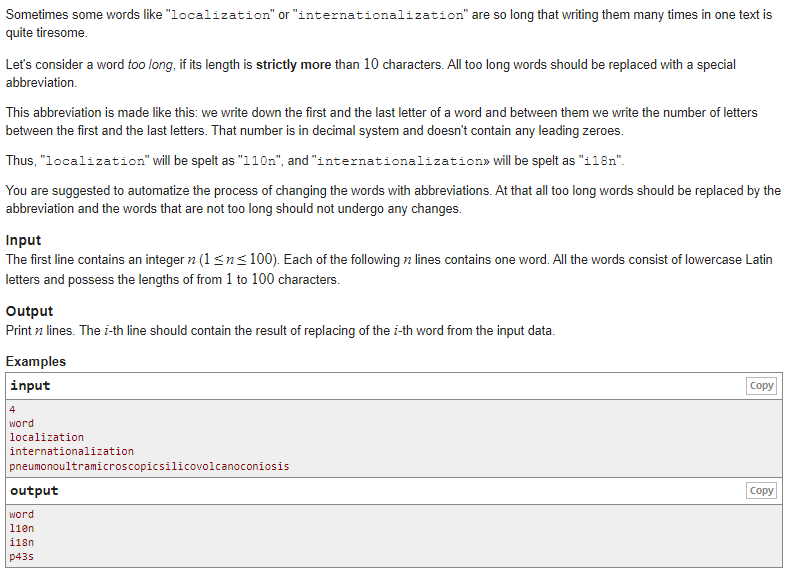 Sometimes some words like "localization" or "internationalization" are so long that writing them many times in one text is
quite tiresome.
Let's consider a word too long, if its length is strictly more than 10 characters. All too long words should be replaced with a special
abbreviation.
This abbreviation is made like this: we write down the first and the last letter of a word and between them we write the number of letters
between the first and the last letters. That number is in decimal system and doesn't contain any leading zeroes.
Thus, "localization" will be spelt as "l10n", and "internationalization» will be spelt as "i18n".
You are suggested to automatize the process of changing the words with abbreviations. At that all too long words should be replaced by the
abbreviation and the words that are not too long should not undergo any changes.
Input
The first line contains an integer n (1 ≤ n ≤ 100). Each of the following n lines contains one word. All the words consist of lowercase Latin
letters and possess the lengths of from 1 to 100 characters.
Output
Print n lines. The i-th line should contain the result of replacing of the i-th word from the input data.
Examples
input
Copy
4
word
localization
internationalization
pneumonoultramicroscopicsilicovolcanoconiosis
output
Copy
word
l10n
i18n
p43s